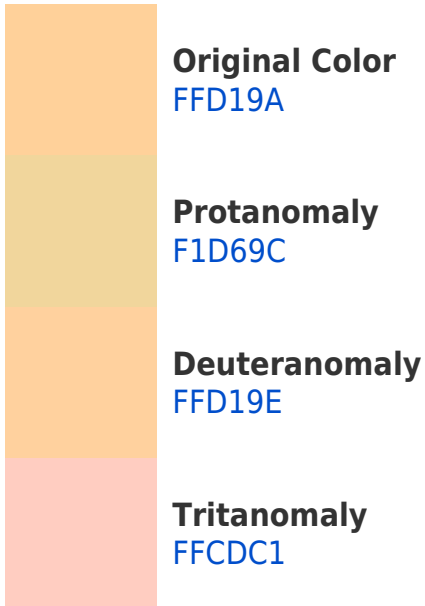 Original Color
FFD19A
Protanomaly
F1D69C
Deuteranomaly
FFD19E
Tritanomaly
FFCDC1